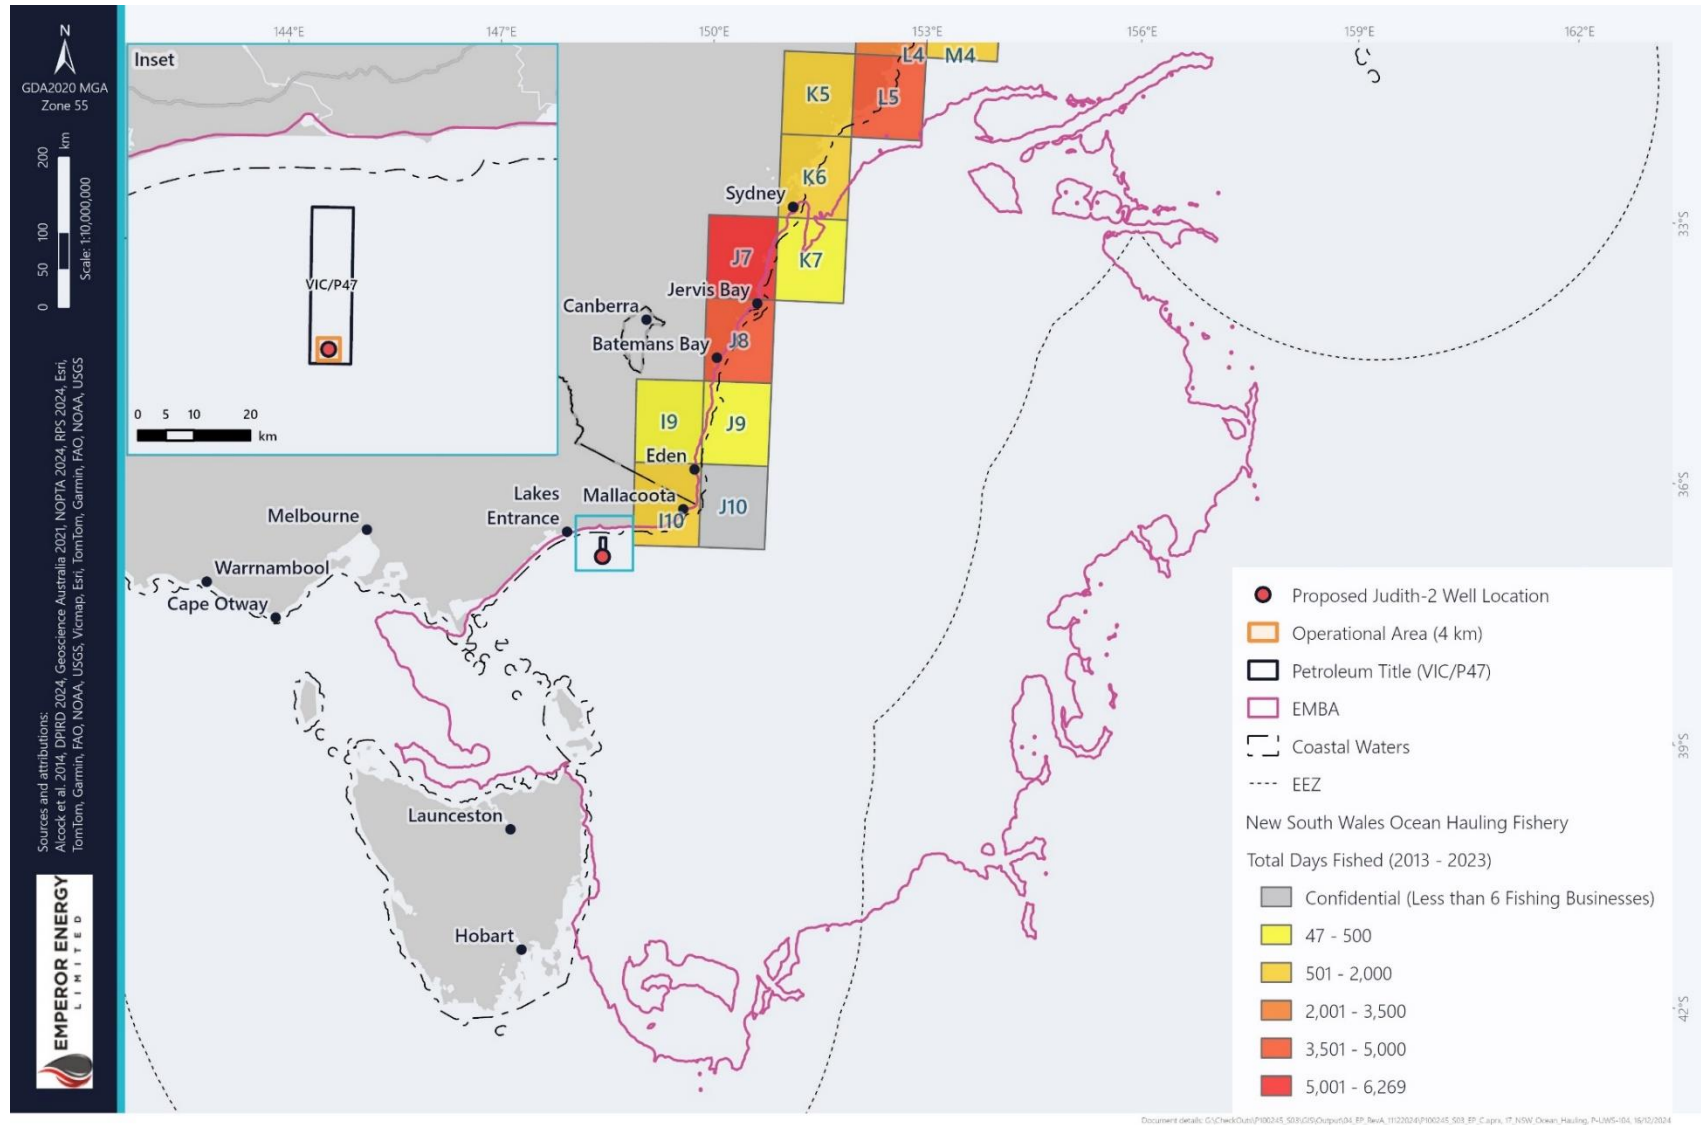 N
GDA2020 MGA
Zone 55
0 50 100 200 km
Scale: 1:10,000,000
Sources and attributions:
Alcock et al. 2014, DPIRD 2024, Geoscience Australia 2021, NOPTA 2024, RPS 2024, Esri,
TomTom, Garmin, FAO, NOAA, USGS, Vicmap, Esri, TomTom, Garmin, FAO, NOAA, USGS
EMPEROR ENERGY
LIMITED
144°E 147°E 150°E 153°E 156°E 159°E 162°E
33°S
36°S
39°S
42°S
Inset
VIC/P47
0 5 10 20
km
L4 M4
K5
L5
K6
Sydney
J7
K7
Jervis Bay
Canberra
Batemans Bay
J8
I9
J9
Eden
Lakes
Entrance
Mallacoota
I10
J10
Melbourne
Warrnambool
Cape Otway
Launceston
Hobart
Proposed Judith-2 Well Location
Operational Area (4 km)
Petroleum Title (VIC/P47)
EMBA
Coastal Waters
EEZ
New South Wales Ocean Hauling Fishery
Total Days Fished (2013 - 2023)
Confidential (Less than 6 Fishing Businesses)
47 - 500
501 - 2,000
2,001 - 3,500
3,501 - 5,000
5,001 - 6,269